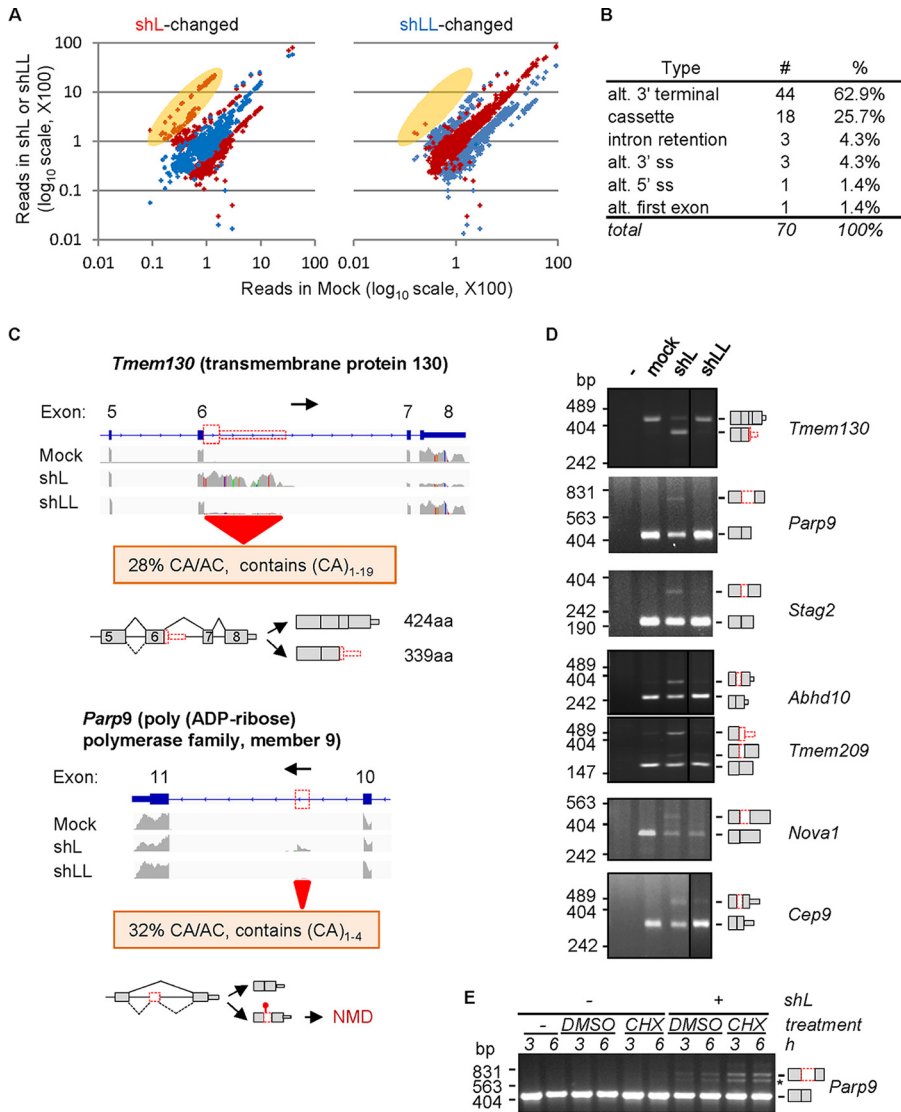 A
shL-changed
shLL-changed
Reads in shL or shLL
(log10 scale, X100)
100
10
1
0.1
0.01
0.01 0.1 1 10 100
0.01 1 100
Reads in Mock (log10 scale, X100)
B
Type # %
alt. 3' terminal 44 62.9%
cassette 18 25.7%
intron retention 3 4.3%
alt. 3' ss 3 4.3%
alt. 5' ss 1 1.4%
alt. first exon 1 1.4%
total 70 100%
C
Tmem130 (transmembrane protein 130)
Exon: 5 6 7 8
Mock
shL
shLL
28% CA/AC, contains (CA)1-19
5 6 7 8
424aa
339aa
Parp9 (poly (ADP-ribose)
polymerase family, member 9)
Exon: 11 10
Mock
shL
shLL
32% CA/AC, contains (CA)1-4
NMD
D
- mock shL shLL
bp
489
404
242
Tmem130
831
563
404
Parp9
404
242
190
Stag2
489
404
242
Abhd10
489
404
147
Tmem209
563
404
242
Nova1
489
404
242
Cep9
E
- + shL
- DMSO CHX DMSO CHX treatment
3 6 3 6 3 6 3 6 3 6 h
bp
831
563
404
*
Parp9